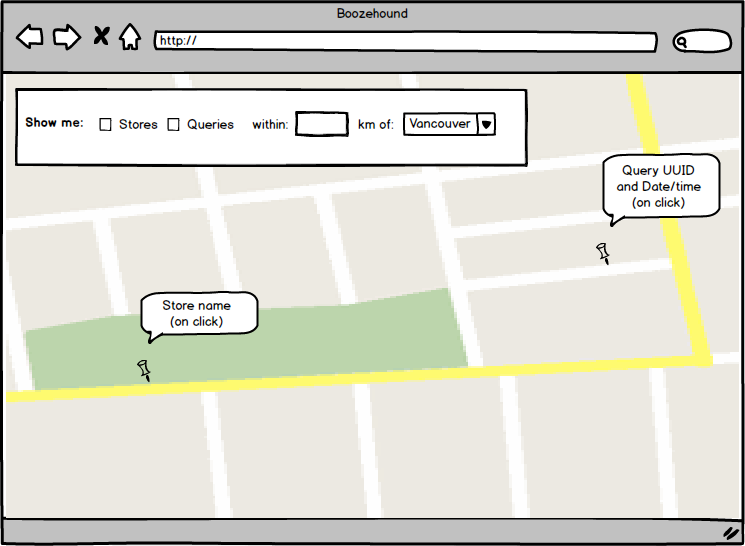 Boozehound
http://
Show me: Stores Queries within: km of: Vancouver
Query UUID
and Date/time
(on click)
Store name
(on click)